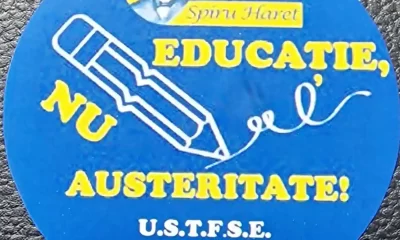 Spiru Haret
EDUCATIE,
NU
AUSTERITATE!
U.S.T.F.S.E.